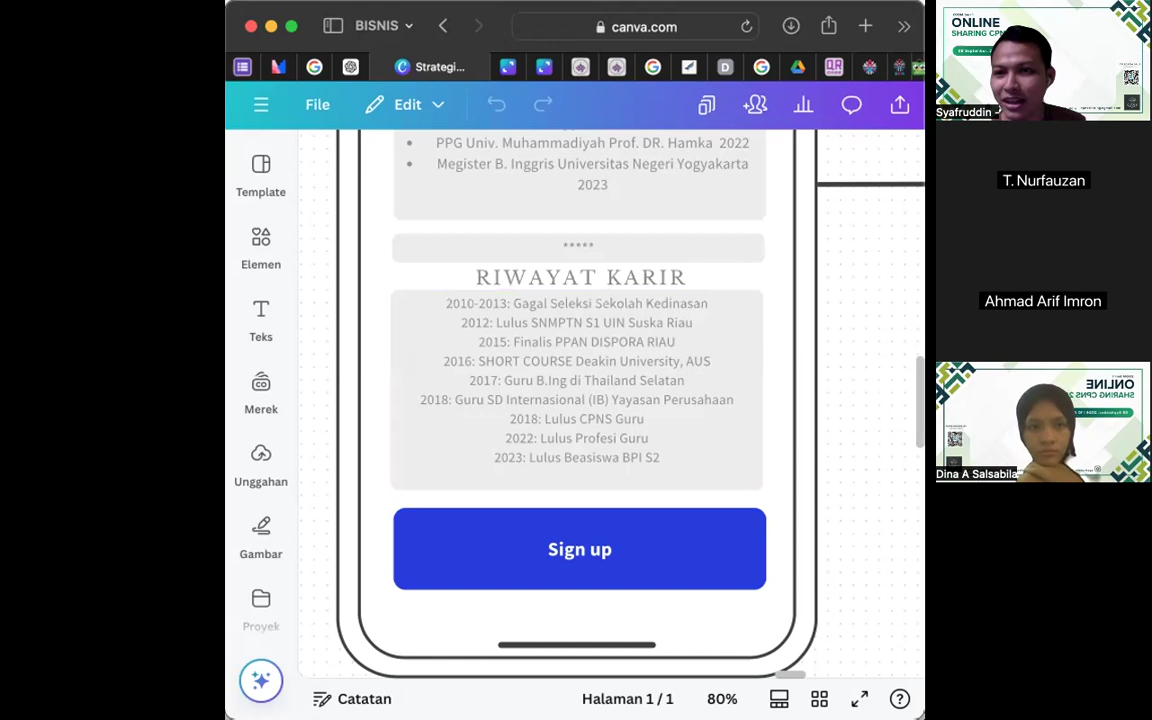 BISNIS
canva.com
Strategi...
File
Edit
Template
Elemen
Teks
Merek
Unggahan
Gambar
Proyek
• PPG Univ. Muhammadiyah Prof. DR. Hamka 2022
• Megister B. Inggris Universitas Negeri Yogyakarta
2023
*****
RIWAYAT KARIR
2010-2013: Gagal Seleksi Sekolah Kedinasan
2012: Lulus SNMPTN S1 UIN Suska Riau
2015: Finalis PPAN DISPORA RIAU
2016: SHORT COURSE Deakin University, AUS
2017: Guru B.Ing di Thailand Selatan
2018: Guru SD Internasional (IB) Yayasan Perusahaan
2018: Lulus CPNS Guru
2022: Lulus Profesi Guru
2023: Lulus Beasiswa BPI S2
Sign up
Catatan
Halaman 1 / 1
80%
ONLINE
SHARING CPN
Syafruddin -
T. Nurfauzan
Ahmad Arif Imron
ONLINE
SHARING CPNS
Dina A Salsabila